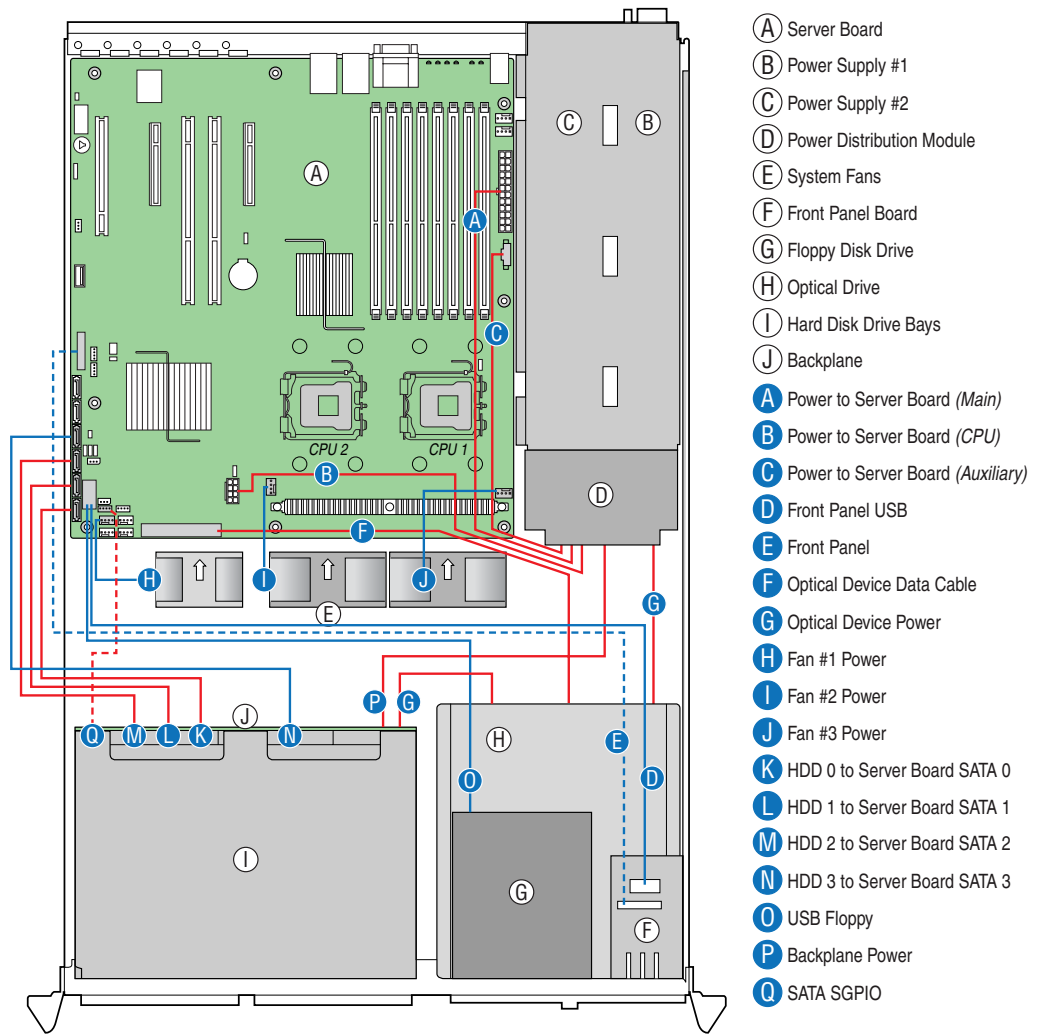 A Server Board
B Power Supply #1
C Power Supply #2
D Power Distribution Module
E System Fans
F Front Panel Board
G Floppy Disk Drive
H Optical Drive
I Hard Disk Drive Bays
J Backplane
A Power to Server Board (Main)
B Power to Server Board (CPU)
C Power to Server Board (Auxiliary)
D Front Panel USB
E Front Panel
F Optical Device Data Cable
G Optical Device Power
H Fan #1 Power
I Fan #2 Power
J Fan #3 Power
K HDD 0 to Server Board SATA 0
L HDD 1 to Server Board SATA 1
M HDD 2 to Server Board SATA 2
N HDD 3 to Server Board SATA 3
O USB Floppy
P Backplane Power
Q SATA SGPIO
C B
A
A
C
CPU 2 CPU 1
B
D
F
H I J
E
G
P G
J
Q M L K N
H E
O D
I
G
F